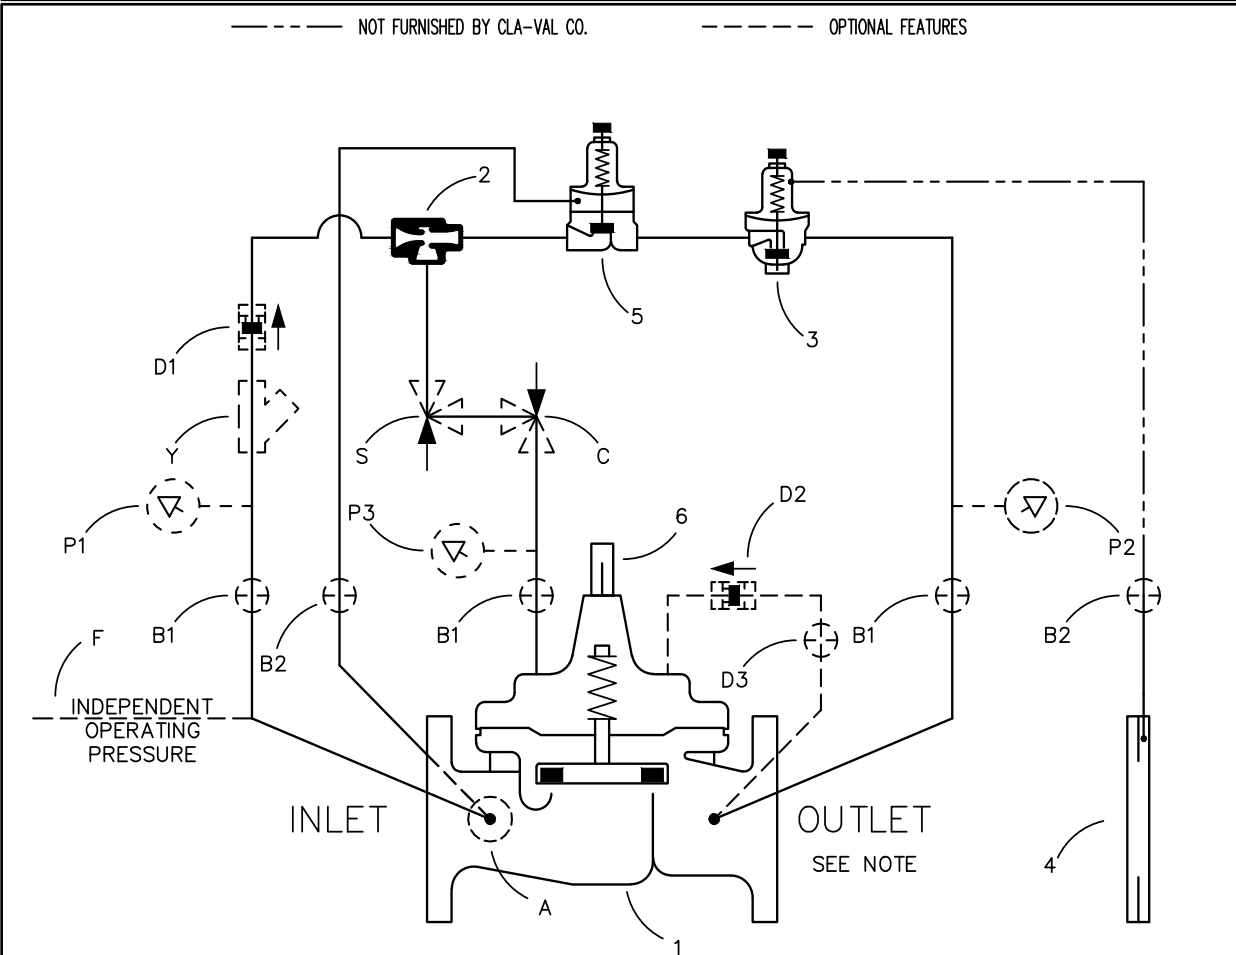 NOT FURNISHED BY CLA-VAL CO.
OPTIONAL FEATURES
2
5
3
D1
S
C
Y
D2
P3
6
P1
P2
B1
B2
B1
B1
B2
F
D3
INDEPENDENT
OPERATING
PRESSURE
INLET
OUTLET
SEE NOTE
4
A
1